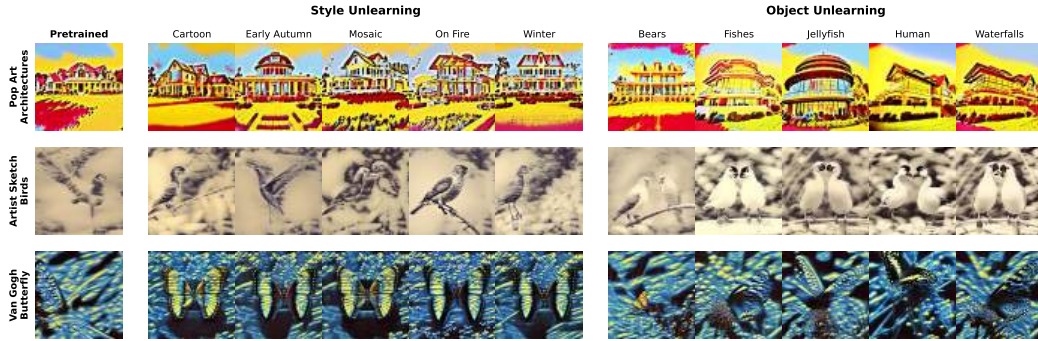 Style Unlearning
Object Unlearning
Pretrained
Cartoon
Early Autumn
Mosaic
On Fire
Winter
Bears
Fishes
Jellyfish
Human
Waterfalls
Pop Art
Architectures
Artist Sketch
Birds
Van Gogh
Butterfly